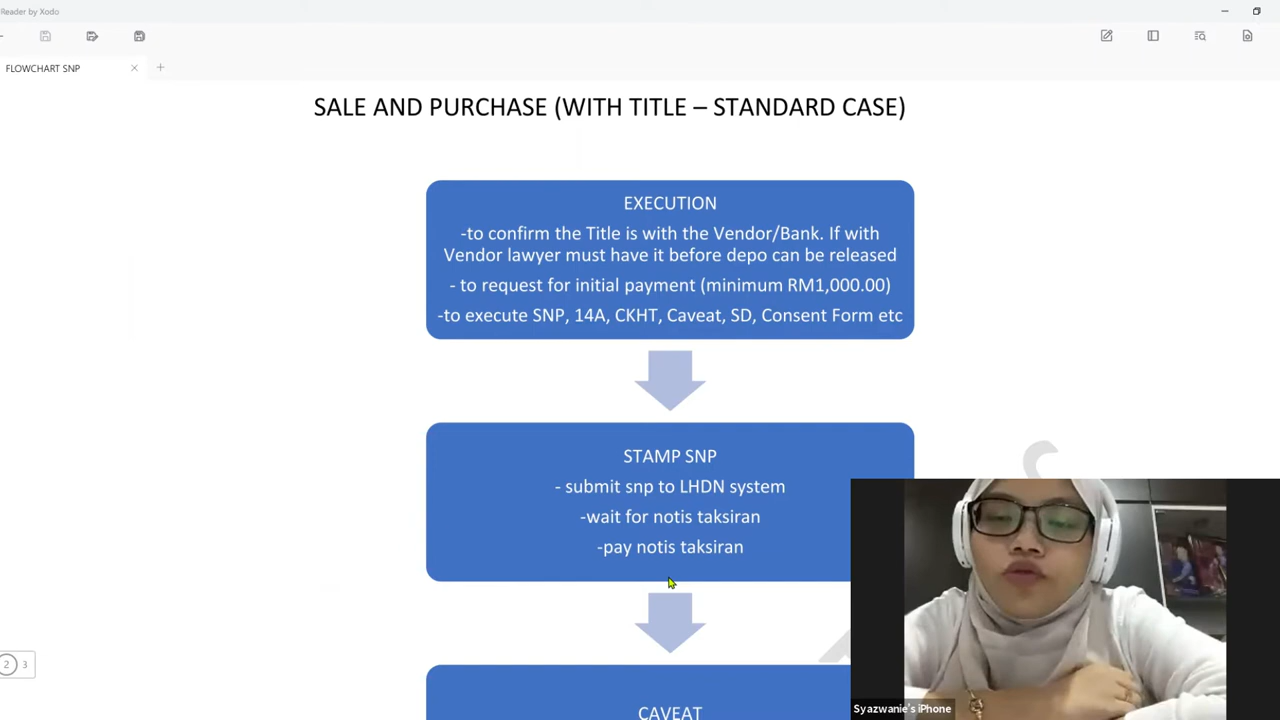 Reader by Xodo
FLOWCHART SNP
SALE AND PURCHASE (WITH TITLE – STANDARD CASE)
EXECUTION
-to confirm the Title is with the Vendor/Bank. If with
Vendor lawyer must have it before depo can be released
- to request for initial payment (minimum RM1,000.00)
-to execute SNP, 14A, CKHT, Caveat, SD, Consent Form etc
STAMP SNP
- submit snp to LHDN system
-wait for notis taksiran
-pay notis taksiran
2 3
CAVEAT
Syazwanie's iPhone